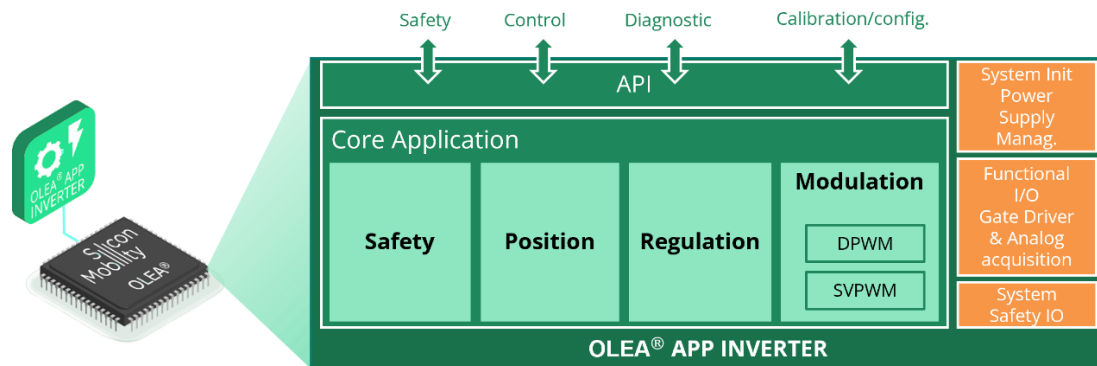 Safety
Control
Diagnostic
Calibration/config.
API
System Init
Power
Supply
Manag.
Core Application
Safety
Position
Regulation
Modulation
DPWM
SVPWM
Functional
I/O
Gate Driver
& Analog
acquisition
System
Safety IO
OLEA® APP INVERTER
OLEA® APP
INVERTER
Silicon
Mobility
OLEA®